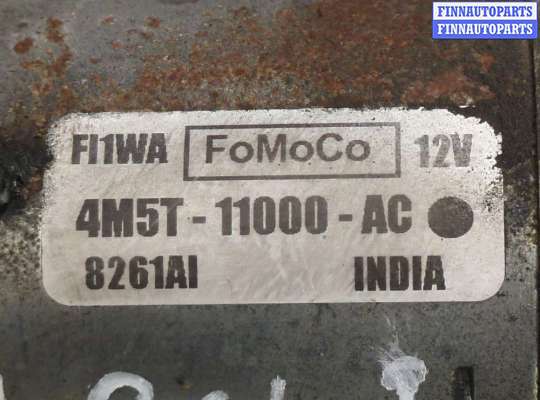 FINNAUTOPARTS
FINNAUTOPARTS
FI1WA FoMoCo 12V
4M5T - 11000 - AC
8261AI INDIA